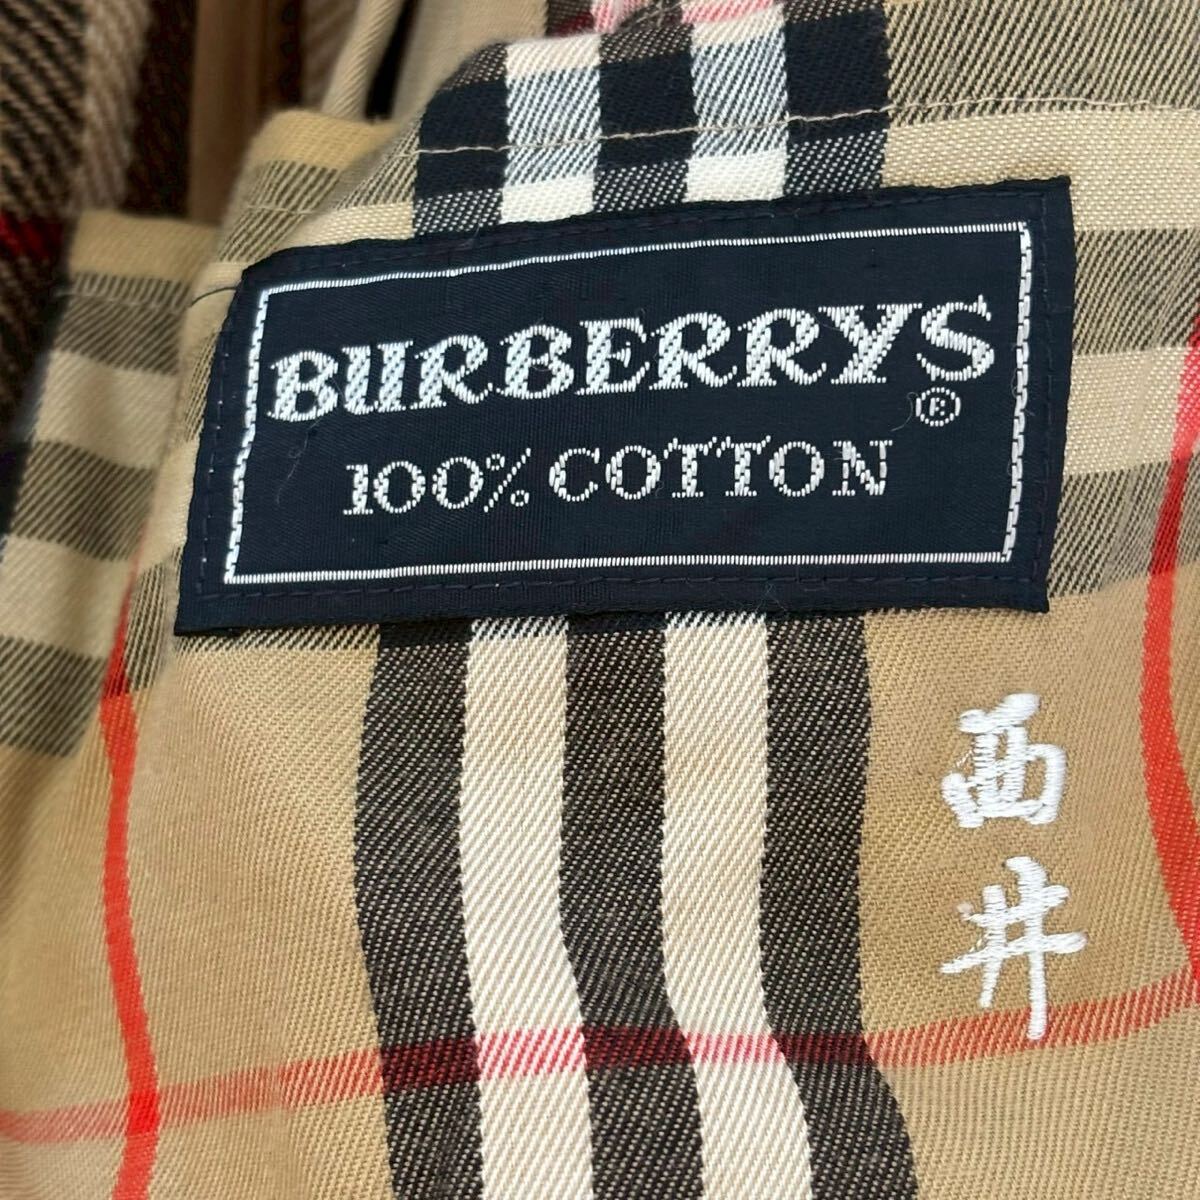 BURBERRYS
®
100% COTTON
西井